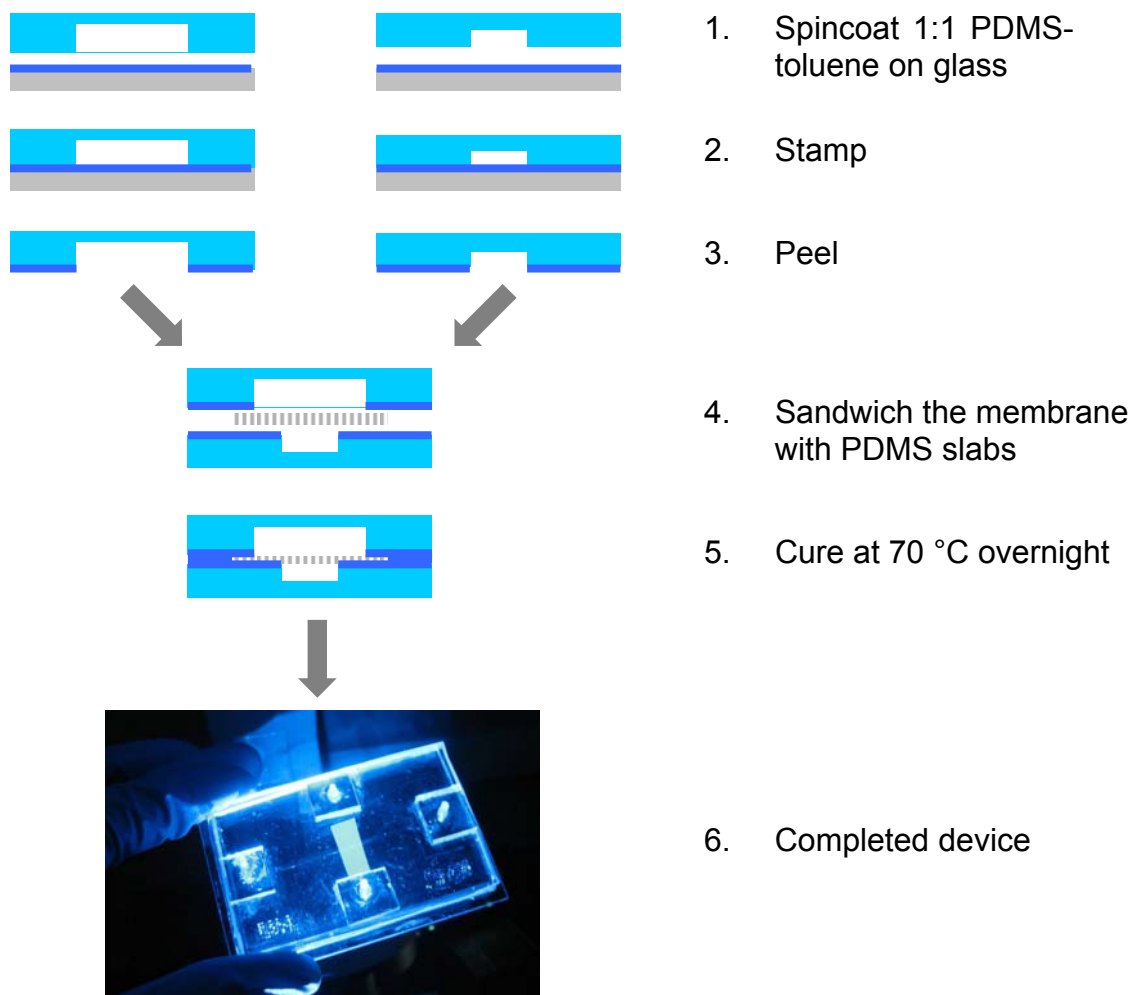 1. Spincoat 1:1 PDMS-
toluene on glass
2. Stamp
3. Peel
4. Sandwich the membrane
with PDMS slabs
5. Cure at 70 °C overnight
6. Completed device